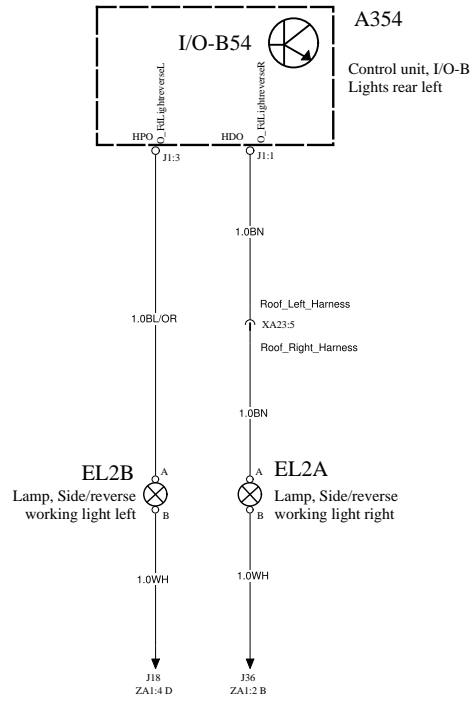 A354
I/O-B54
Control unit, I/O-B
Lights rear left
O_FdLightreverseL
O_FdLightreverseR
HPO
HDO
J1:3
J1:1
1.0BN
Roof_Left_Harness
1.0BL/OR
XA23:5
Roof_Right_Harness
1.0BN
EL2B
A
EL2A
A
Lamp, Side/reverse
working light left
Lamp, Side/reverse
working light right
B
B
1.0WH
1.0WH
J18
ZA1:4 D
J36
ZA1:2 B